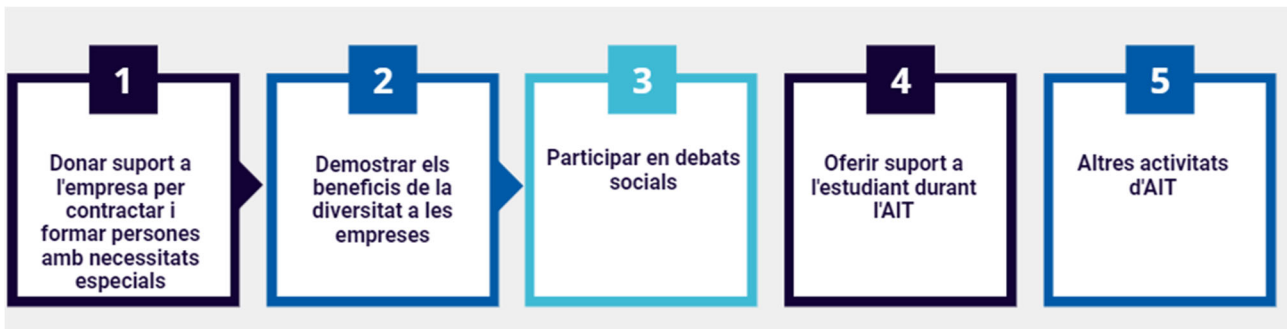 1
Donar suport a
l'empresa per
contractar i
formar persones
amb necessitats
especials
2
Demostrar els
beneficis de la
diversitat a les
empreses
3
Participar en debats
socials
4
Oferir suport a
l'estudiant durant
l'AIT
5
Altres activitats
d'AIT